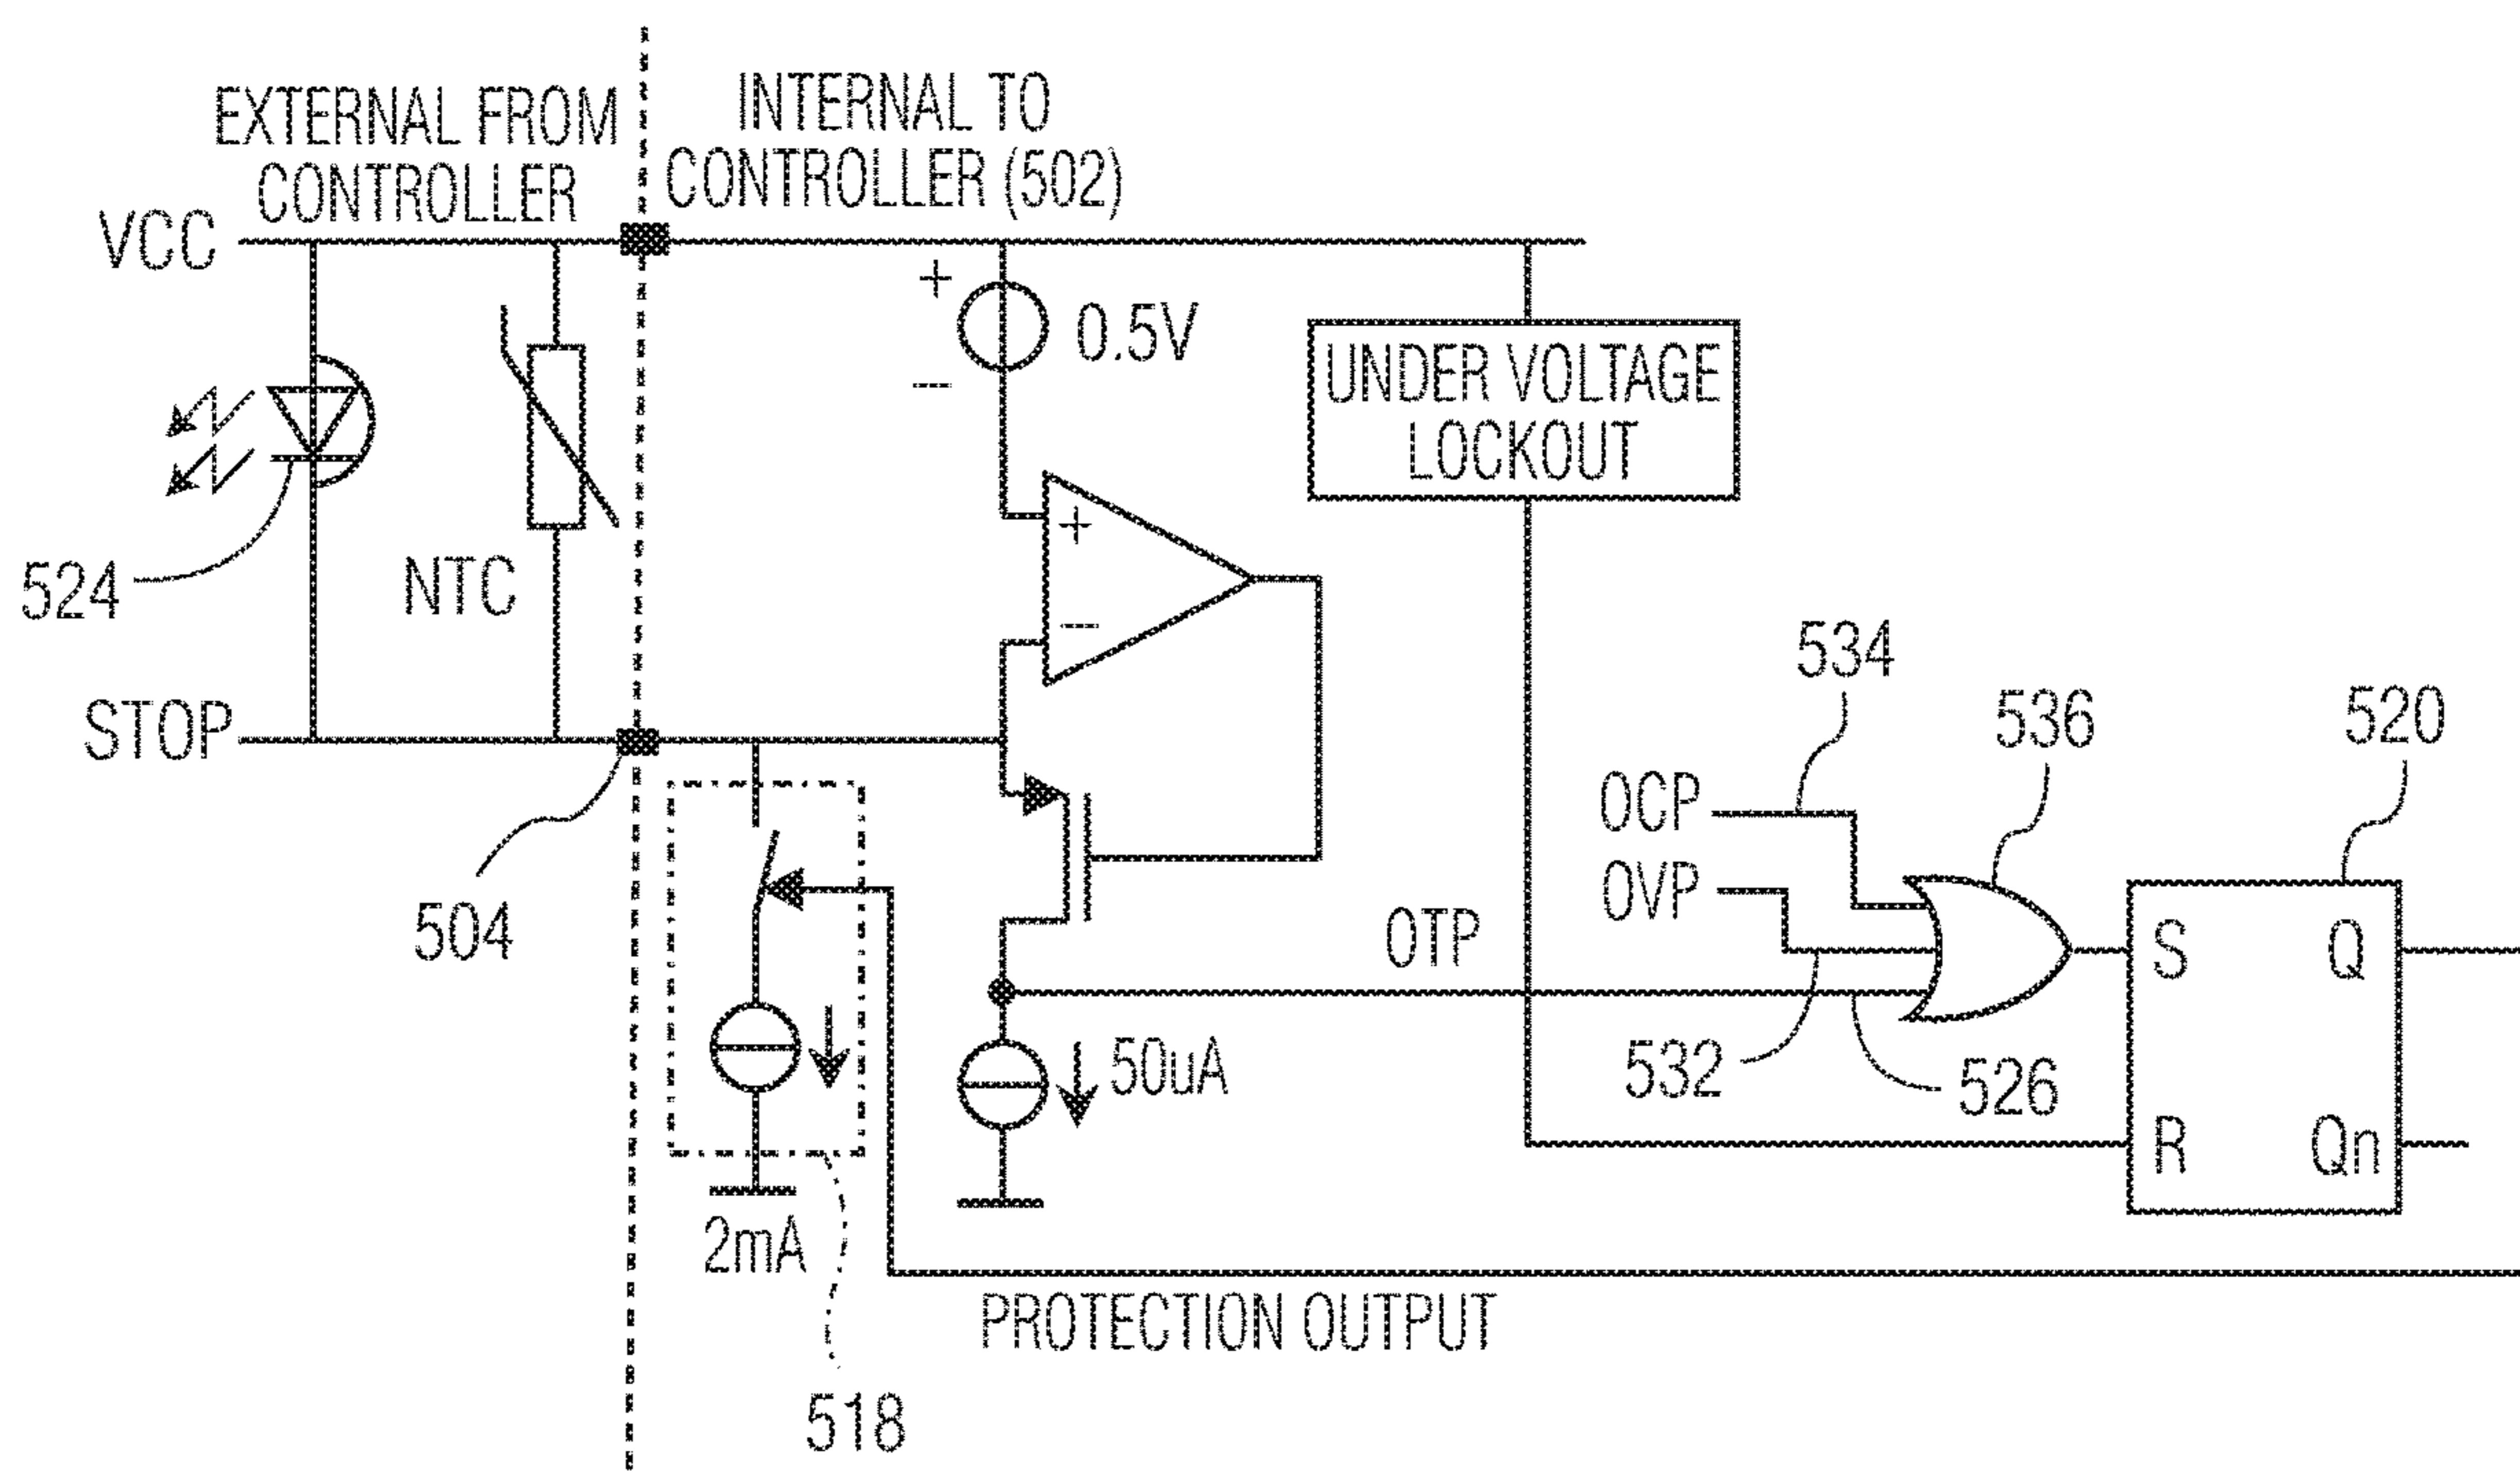 EXTERNAL FROM
CONTROLLER
INTERNAL TO
CONTROLLER (502)
VCC
+
0.5V
-
UNDER VOLTAGE
LOCKOUT
+
-
524
NTC
STOP
504
534
536
520
OCP
OVP
OTP
S
Q
532
526
50uA
R
Qn
2mA
PROTECTION OUTPUT
518